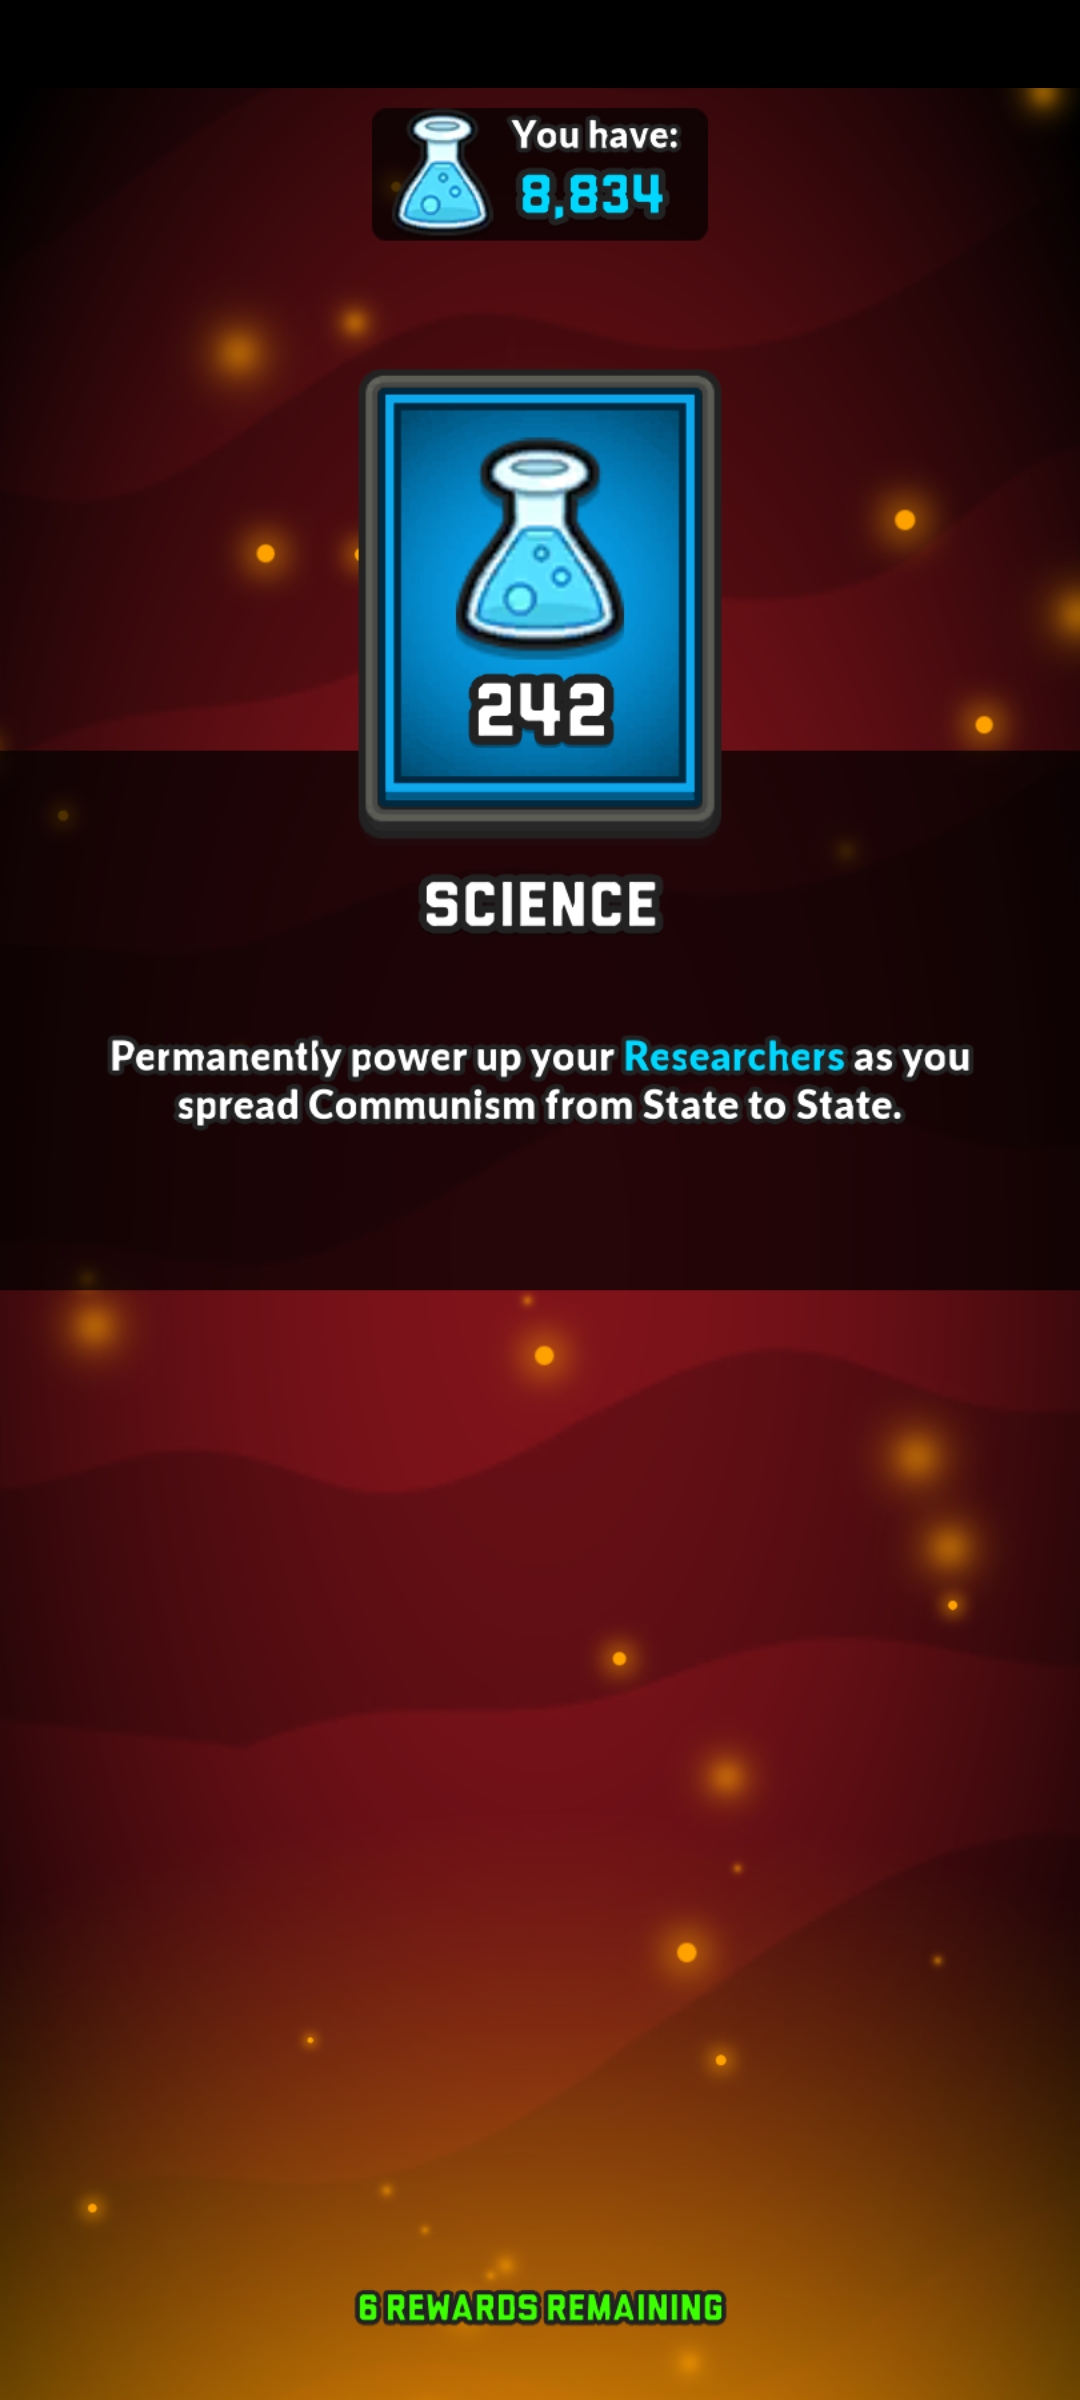 You have:
8,834
242
SCIENCE
Permanently power up your Researchers as you
spread Communism from State to State.
6 REWARDS REMAINING